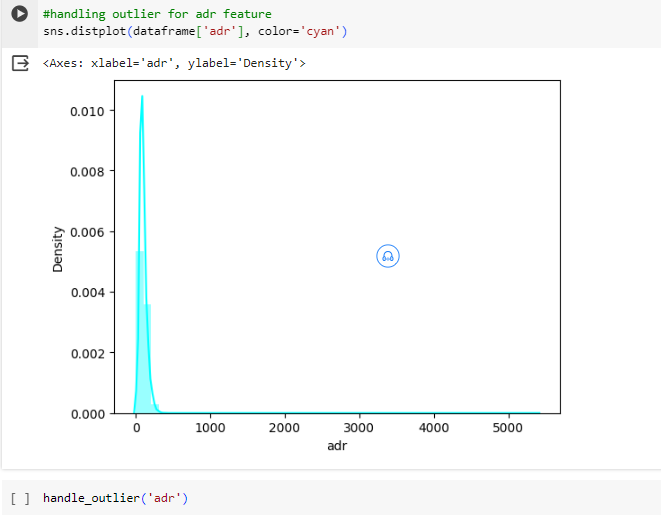 #handling outlier for adr feature
sns.distplot(dataframe['adr'], color='cyan')
<Axes: xlabel='adr', ylabel='Density'>
0.010
0.008
0.006
0.004
0.002
0.000
Density
0 1000 2000 3000 4000 5000
adr
[ ] handle_outlier('adr')